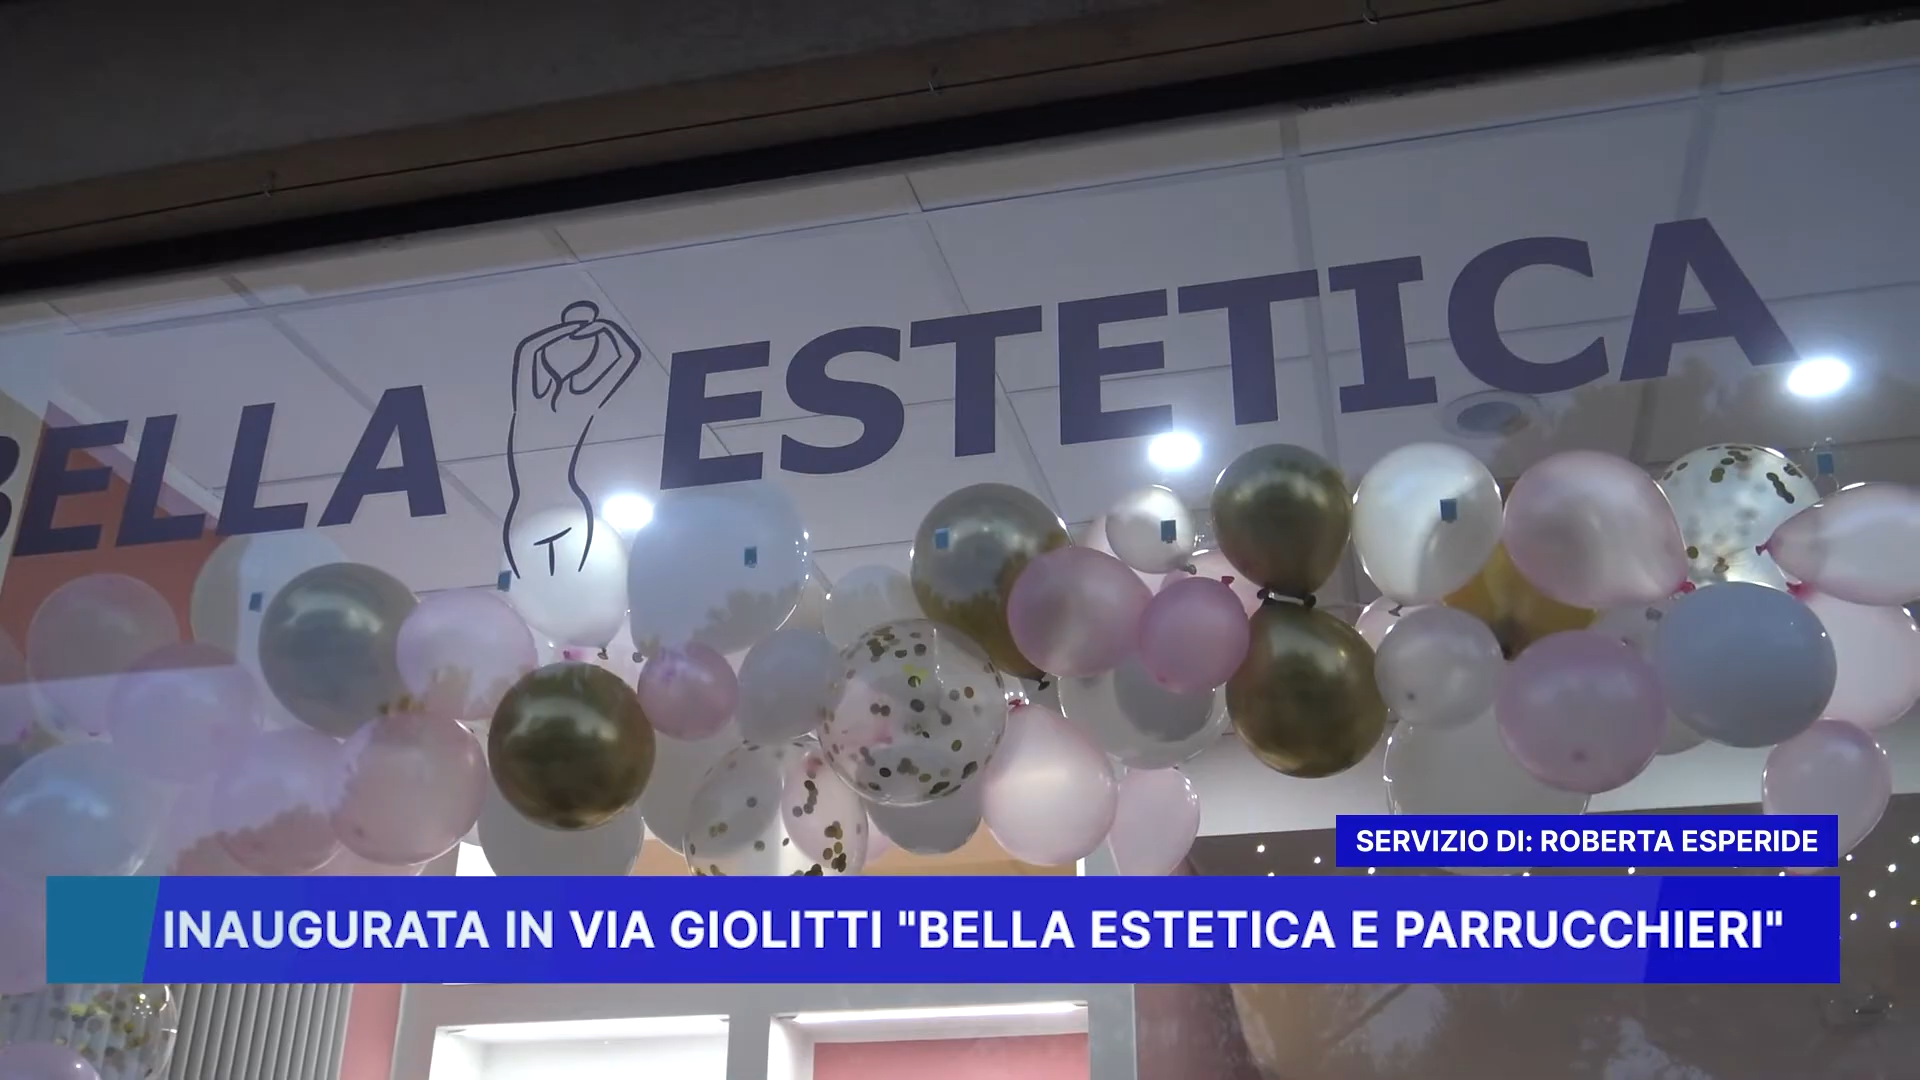 BELLA ESTETICA
SERVIZIO DI: ROBERTA ESPERIDE
INAUGURATA IN VIA GIOLITTI "BELLA ESTETICA E PARRUCCHIERI"